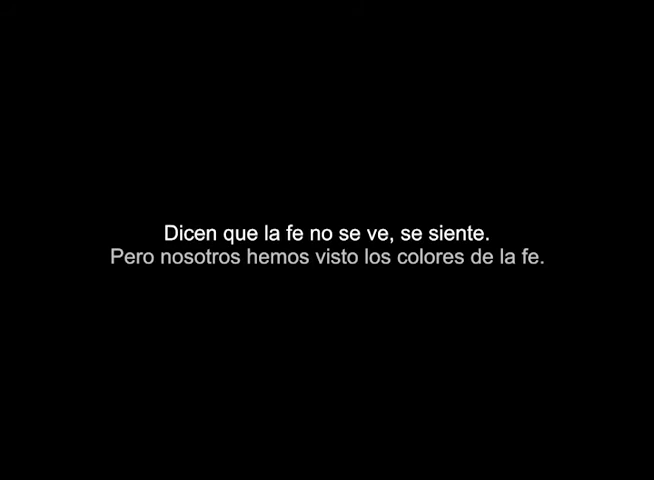 Dicen que la fe no se ve, se siente.
Pero nosotros hemos visto los colores de la fe.